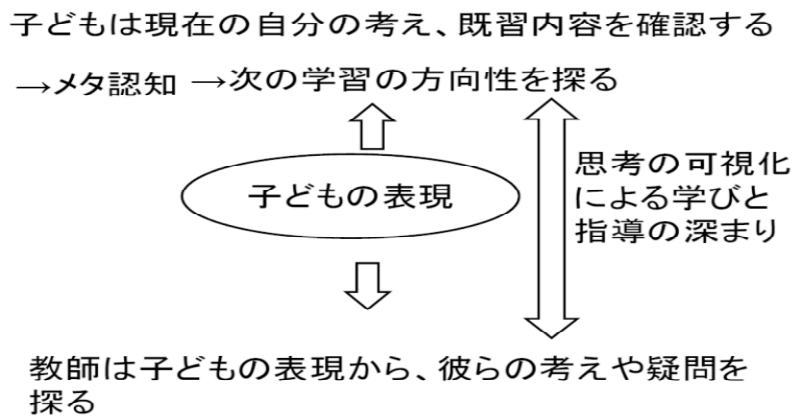 子どもは現在の自分の考え、既習内容を確認する
→メタ認知 →次の学習の方向性を探る
子どもの表現
思考の可視化
による学びと
指導の深まり
教師は子どもの表現から、彼らの考えや疑問を
探る